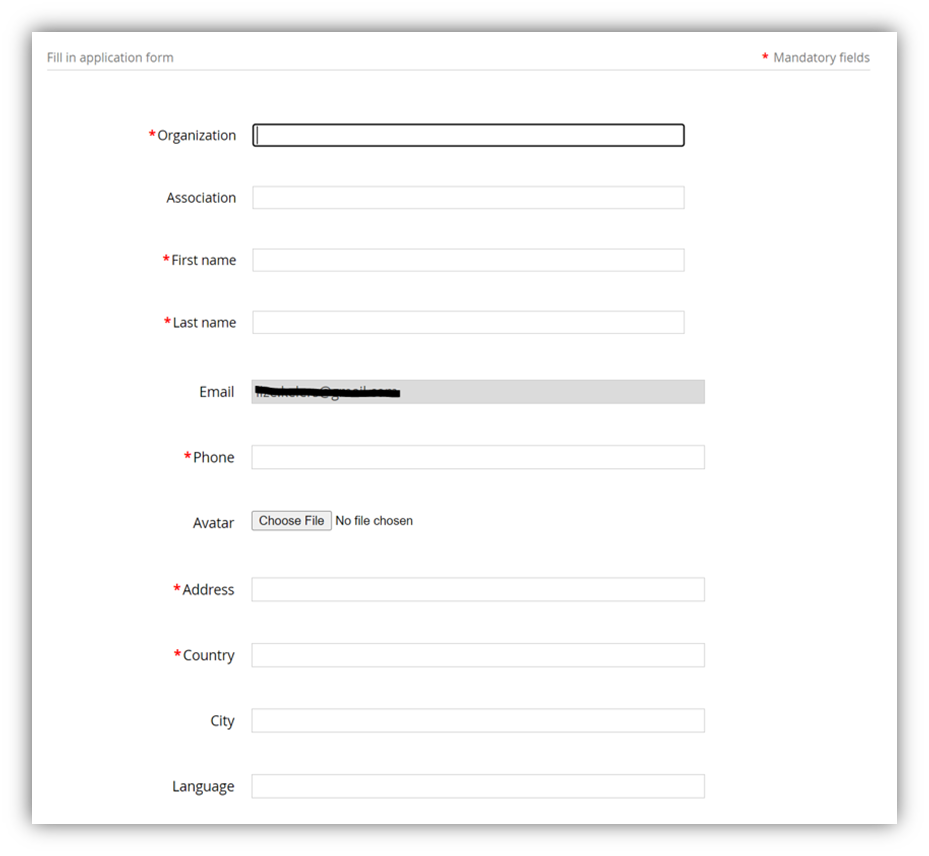 Fill in application form
* Mandatory fields
*Organization
Association
*First name
*Last name
Email
*Phone
Avatar Choose File No file chosen
*Address
*Country
City
Language